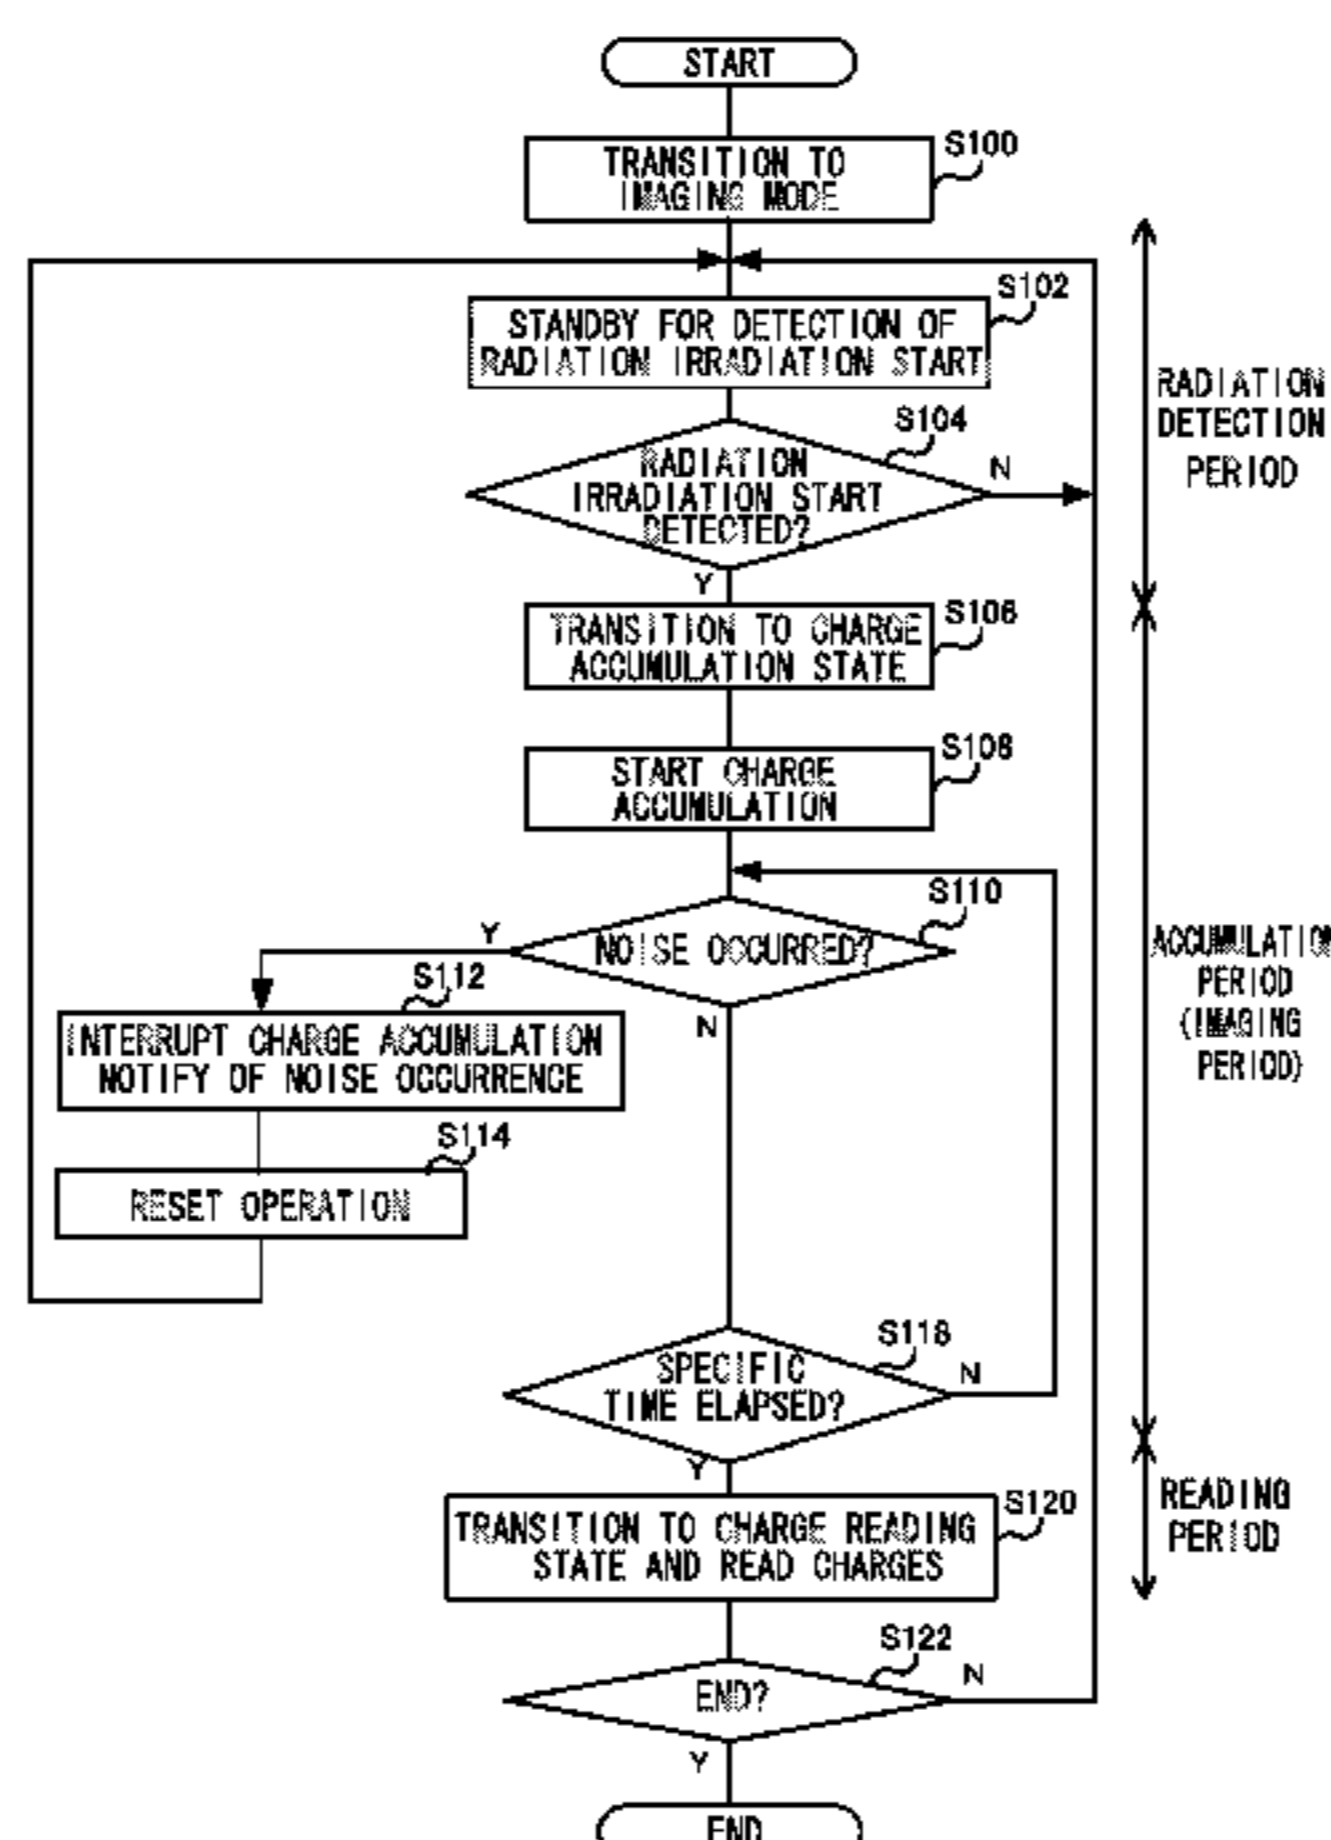 START
S100
TRANSITION TO
IMAGING MODE
S102
STANDBY FOR DETECTION OF
RADIATION IRRADIATION START
S104
RADIATION
IRRADIATION START
DETECTED?
N
Y
RADIATION
DETECTION
PERIOD
S106
TRANSITION TO CHARGE
ACCUMULATION STATE
S108
START CHARGE
ACCUMULATION
S110
NOISE OCCURRED?
Y
N
S112
INTERRUPT CHARGE ACCUMULATION
NOTIFY OF NOISE OCCURRENCE
S114
RESET OPERATION
ACCUMULATION
PERIOD
(IMAGING
PERIOD)
S118
SPECIFIC
TIME ELAPSED?
N
Y
S120
TRANSITION TO CHARGE READING
STATE AND READ CHARGES
READING
PERIOD
S122
END?
N
Y
END